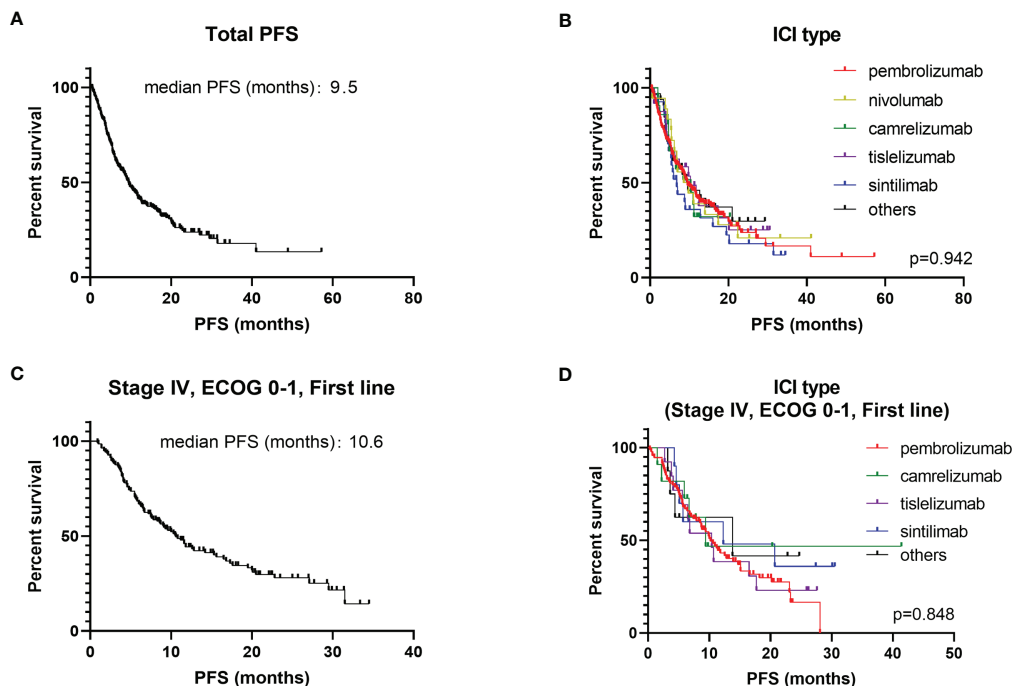 A
Total PFS
median PFS (months): 9.5
Percent survival
100
50
0
0 20 40 60 80
PFS (months)
B
ICI type
pembrolizumab
nivolumab
camrelizumab
tislelizumab
sintilimab
others
p=0.942
Percent survival
100
50
0
0 20 40 60 80
PFS (months)
C
Stage IV, ECOG 0-1, First line
median PFS (months): 10.6
Percent survival
100
50
0
0 10 20 30 40
PFS (months)
D
ICI type
(Stage IV, ECOG 0-1, First line)
pembrolizumab
camrelizumab
tislelizumab
sintilimab
others
p=0.848
Percent survival
100
50
0
0 10 20 30 40 50
PFS (months)